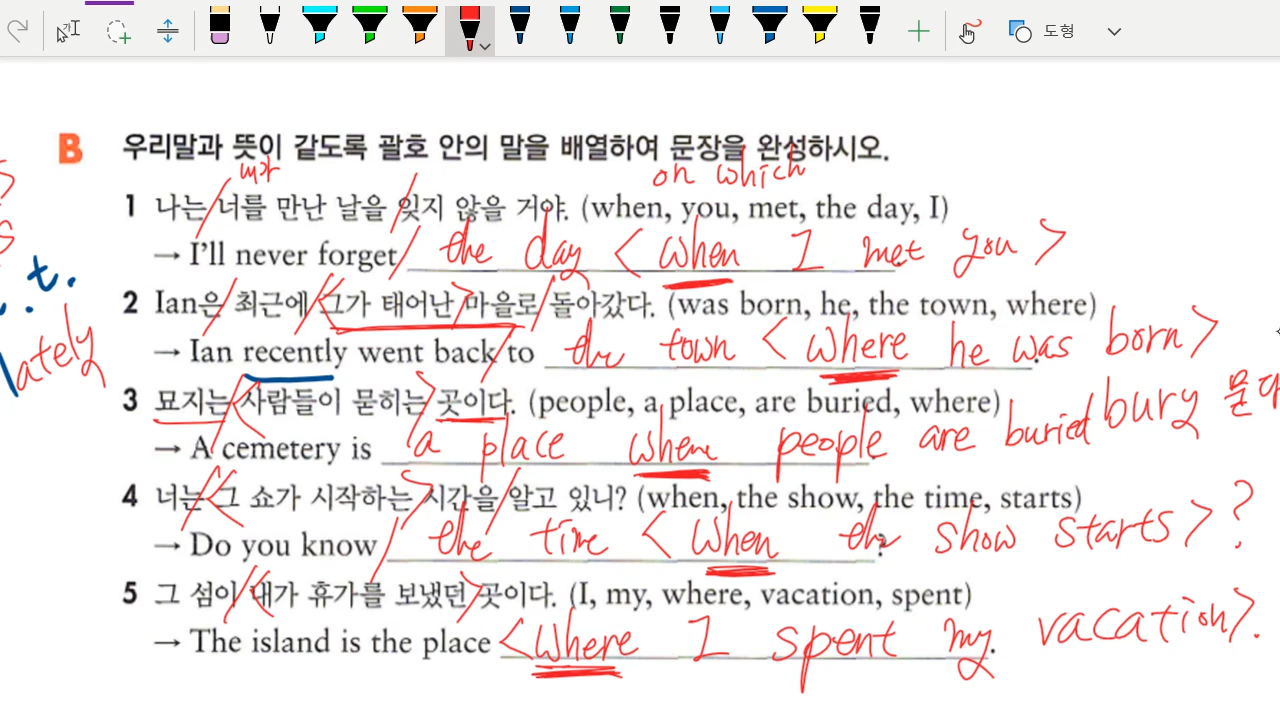 도형
B 우리말과 뜻이 같도록 괄호 안의 말을 배열하여 문장을 완성하시오.
on which
1 나는 너를 만난 날을 잊지 않을 거야. (when, you, met, the day, I)
→ I'll never forget the day < when I met you >
t.
2 Ian은 최근에 그가 태어난 마을로 돌아갔다. (was born, he, the town, where)
lately
→ Ian recently went back to the town < where he was born >.
3 묘지는 사람들이 묻히는 곳이다. (people, a place, are buried, where) bury 묻다
→ A cemetery is a place where people are buried.
4 너는 그 쇼가 시작하는 시간을 알고 있니? (when, the show, the time, starts)
→ Do you know the time < when the show starts > ?
5 그 섬이 내가 휴가를 보냈던 곳이다. (I, my, where, vacation, spent)
→ The island is the place < where I spent my vacation >.